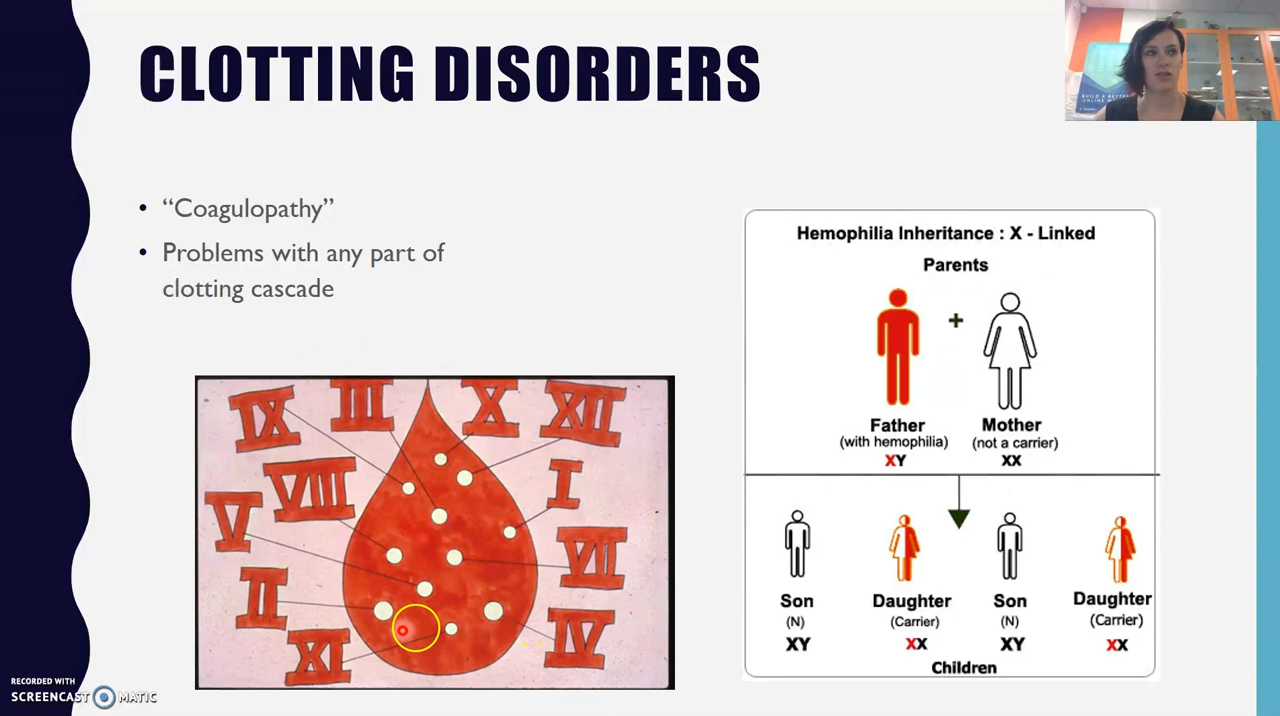 CLOTTING DISORDERS
• “Coagulopathy”
• Problems with any part of
clotting cascade
IX
III
X
XII
VIII
I
V
VII
II
IV
XI
Hemophilia Inheritance : X - Linked
Parents
+
Father
(with hemophilia)
XY
Mother
(not a carrier)
XX
Son
(N)
XY
Daughter
(Carrier)
XX
Son
(N)
XY
Daughter
(Carrier)
XX
Children
RECORDED WITH
SCREENCAST MATIC